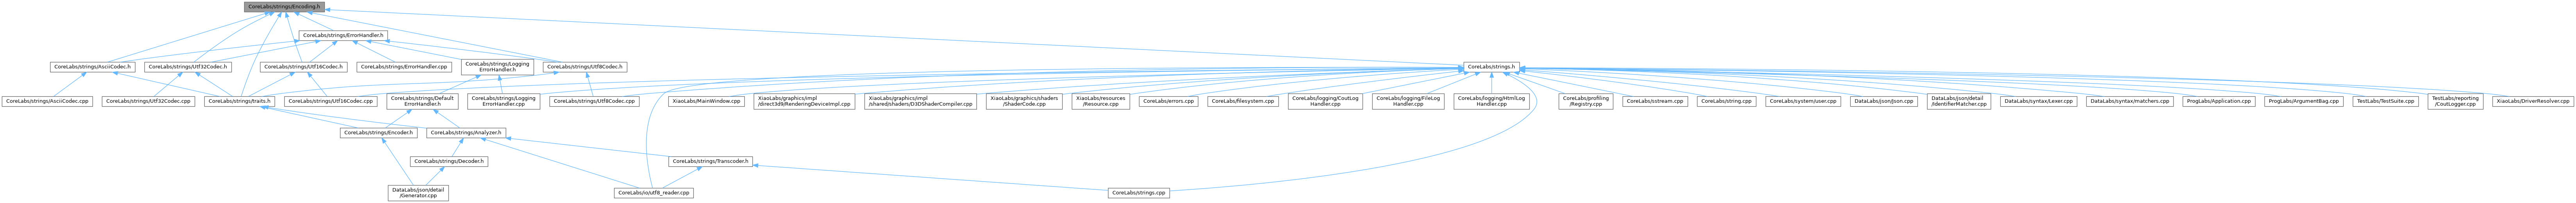 CoreLabs/strings/Encoding.h
CoreLabs/strings/ErrorHandler.h
CoreLabs/strings/AsciiCodec.h
CoreLabs/strings/Utf32Codec.h
CoreLabs/strings/Utf16Codec.h
CoreLabs/strings/ErrorHandler.cpp
CoreLabs/strings/Logging
ErrorHandler.h
CoreLabs/strings/Utf8Codec.h
CoreLabs/strings.h
CoreLabs/strings/AsciiCodec.cpp
CoreLabs/strings/Utf32Codec.cpp
CoreLabs/strings/traits.h
CoreLabs/strings/Utf16Codec.cpp
CoreLabs/strings/Default
ErrorHandler.h
CoreLabs/strings/Logging
ErrorHandler.cpp
CoreLabs/strings/Utf8Codec.cpp
XiaoLabs/MainWindow.cpp
XiaoLabs/graphics/impl
/direct3d9/RenderingDeviceImpl.cpp
XiaoLabs/graphics/impl
/shared/shaders/D3DShaderCompiler.cpp
XiaoLabs/graphics/shaders
/ShaderCode.cpp
XiaoLabs/resources
/Resource.cpp
CoreLabs/errors.cpp
CoreLabs/filesystem.cpp
CoreLabs/logging/CoutLog
Handler.cpp
CoreLabs/logging/FileLog
Handler.cpp
CoreLabs/logging/HtmlLog
Handler.cpp
CoreLabs/profiling
/Registry.cpp
CoreLabs/sstream.cpp
CoreLabs/string.cpp
CoreLabs/system/user.cpp
DataLabs/json/Json.cpp
DataLabs/json/detail
/IdentifierMatcher.cpp
DataLabs/syntax/Lexer.cpp
DataLabs/syntax/matchers.cpp
ProgLabs/Application.cpp
ProgLabs/ArgumentBag.cpp
TestLabs/TestSuite.cpp
TestLabs/reporting
/CoutLogger.cpp
XiaoLabs/DriverResolver.cpp
CoreLabs/strings/Encoder.h
CoreLabs/strings/Analyzer.h
CoreLabs/strings/Decoder.h
CoreLabs/strings/Transcoder.h
DataLabs/json/detail
/Generator.cpp
CoreLabs/io/utf8_reader.cpp
CoreLabs/strings.cpp